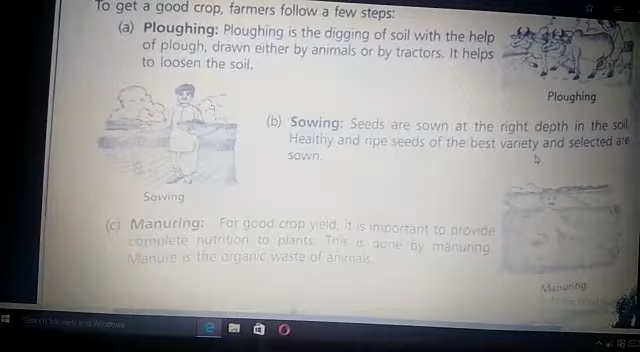 To get a good crop, farmers follow a few steps:
(a) Ploughing: Ploughing is the digging of soil with the help
of plough, drawn either by animals or by tractors. It helps
to loosen the soil.
Ploughing
(b) Sowing: Seeds are sown at the right depth in the soil.
Healthy and ripe seeds of the best variety and selected are
sown.
Sowing
(c) Manuring: For good crop yield, it is important to provide
complete nutrition to plants. This is done by manuring.
Manure is the organic waste of animals.
Manuring
Search the web and Windows